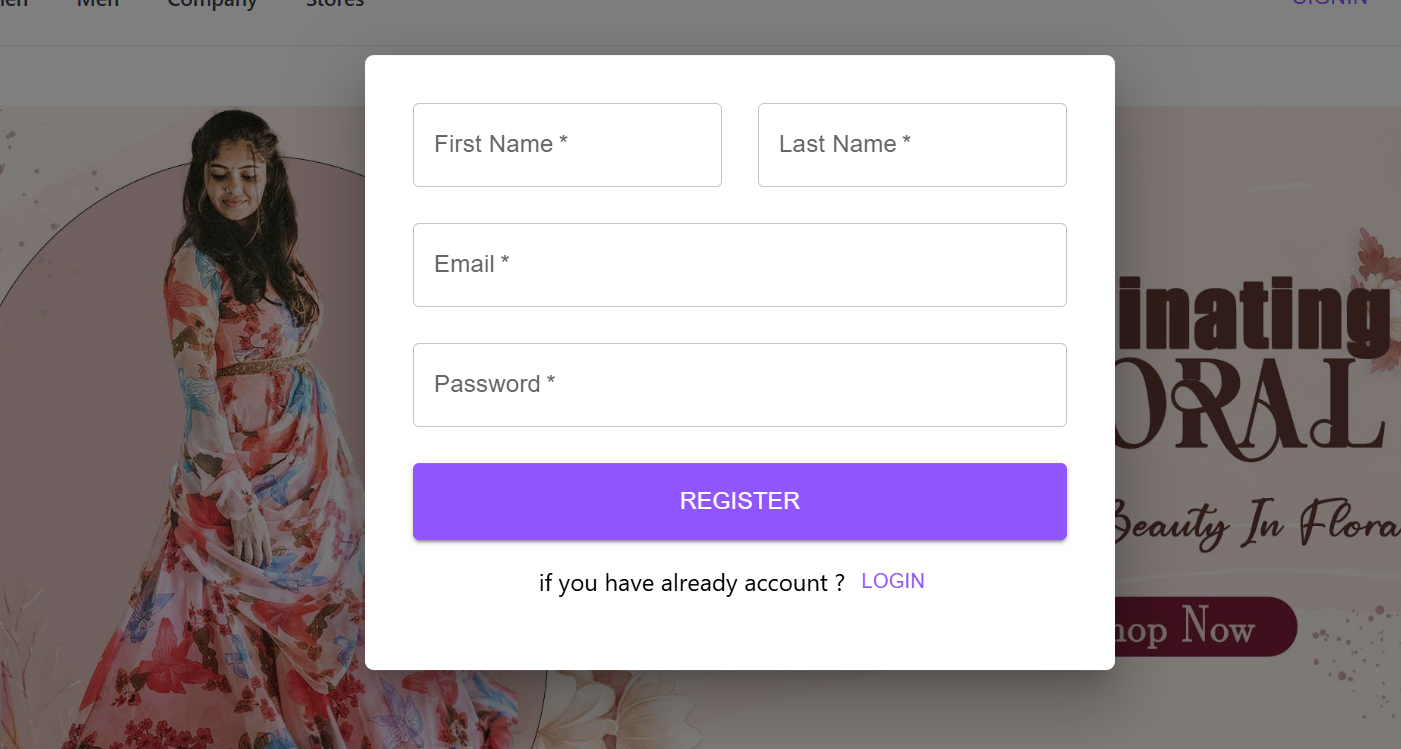 Men Company Stores SIGNIN
First Name * Last Name *
Email *
Password *
REGISTER
if you have already account ? LOGIN
inating
ORAL
Beauty In Flora
hop Now